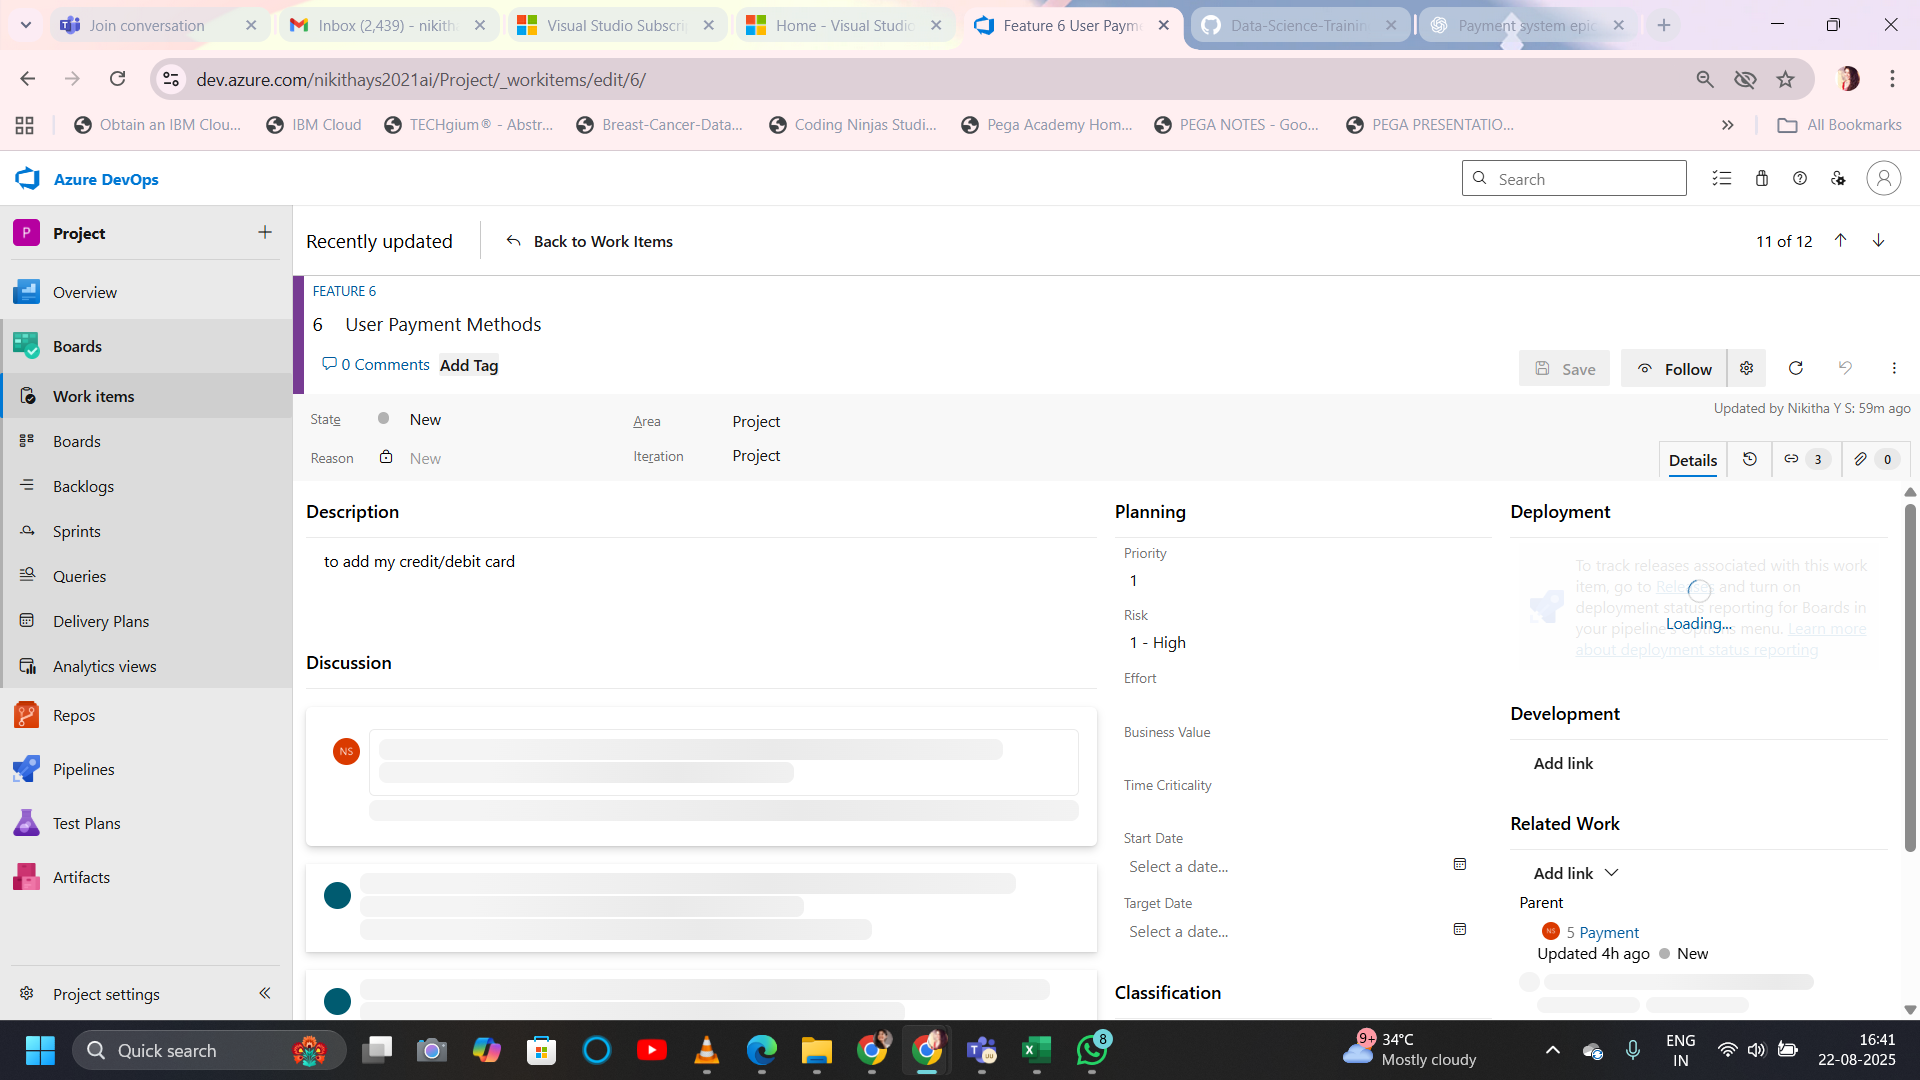 Join conversation
Inbox (2,439) - nikitha
Visual Studio Subscrip
Home - Visual Studio
Feature 6 User Payme
Data-Science-Trainin
Payment system epic
dev.azure.com/nikithays2021ai/Project/_workitems/edit/6/
Obtain an IBM Clou...
IBM Cloud
TECHgium® - Abstr...
Breast-Cancer-Data...
Coding Ninjas Studi...
Pega Academy Hom...
PEGA NOTES - Goo...
PEGA PRESENTATIO...
All Bookmarks
Azure DevOps
Search
P Project
Recently updated
Back to Work Items
11 of 12
FEATURE 6
6 User Payment Methods
0 Comments Add Tag
Save
Follow
Updated by Nikitha Y S: 59m ago
State New
Area Project
Reason New
Iteration Project
Details
3
0
Overview
Boards
Work items
Boards
Backlogs
Sprints
Queries
Delivery Plans
Analytics views
Repos
Pipelines
Test Plans
Artifacts
Project settings
Description
to add my credit/debit card
Discussion
NS
Planning
Priority
1
Risk
1 - High
Effort
Business Value
Time Criticality
Start Date
Select a date...
Target Date
Select a date...
Classification
Deployment
To track releases associated with this work
item, go to Releases and turn on
deployment status reporting for Boards in
your pipeline's Options menu. Learn more
about deployment status reporting
Loading...
Development
Add link
Related Work
Add link
Parent
NS 5 Payment
Updated 4h ago New
Quick search
8
9+
34°C
Mostly cloudy
ENG
IN
16:41
22-08-2025